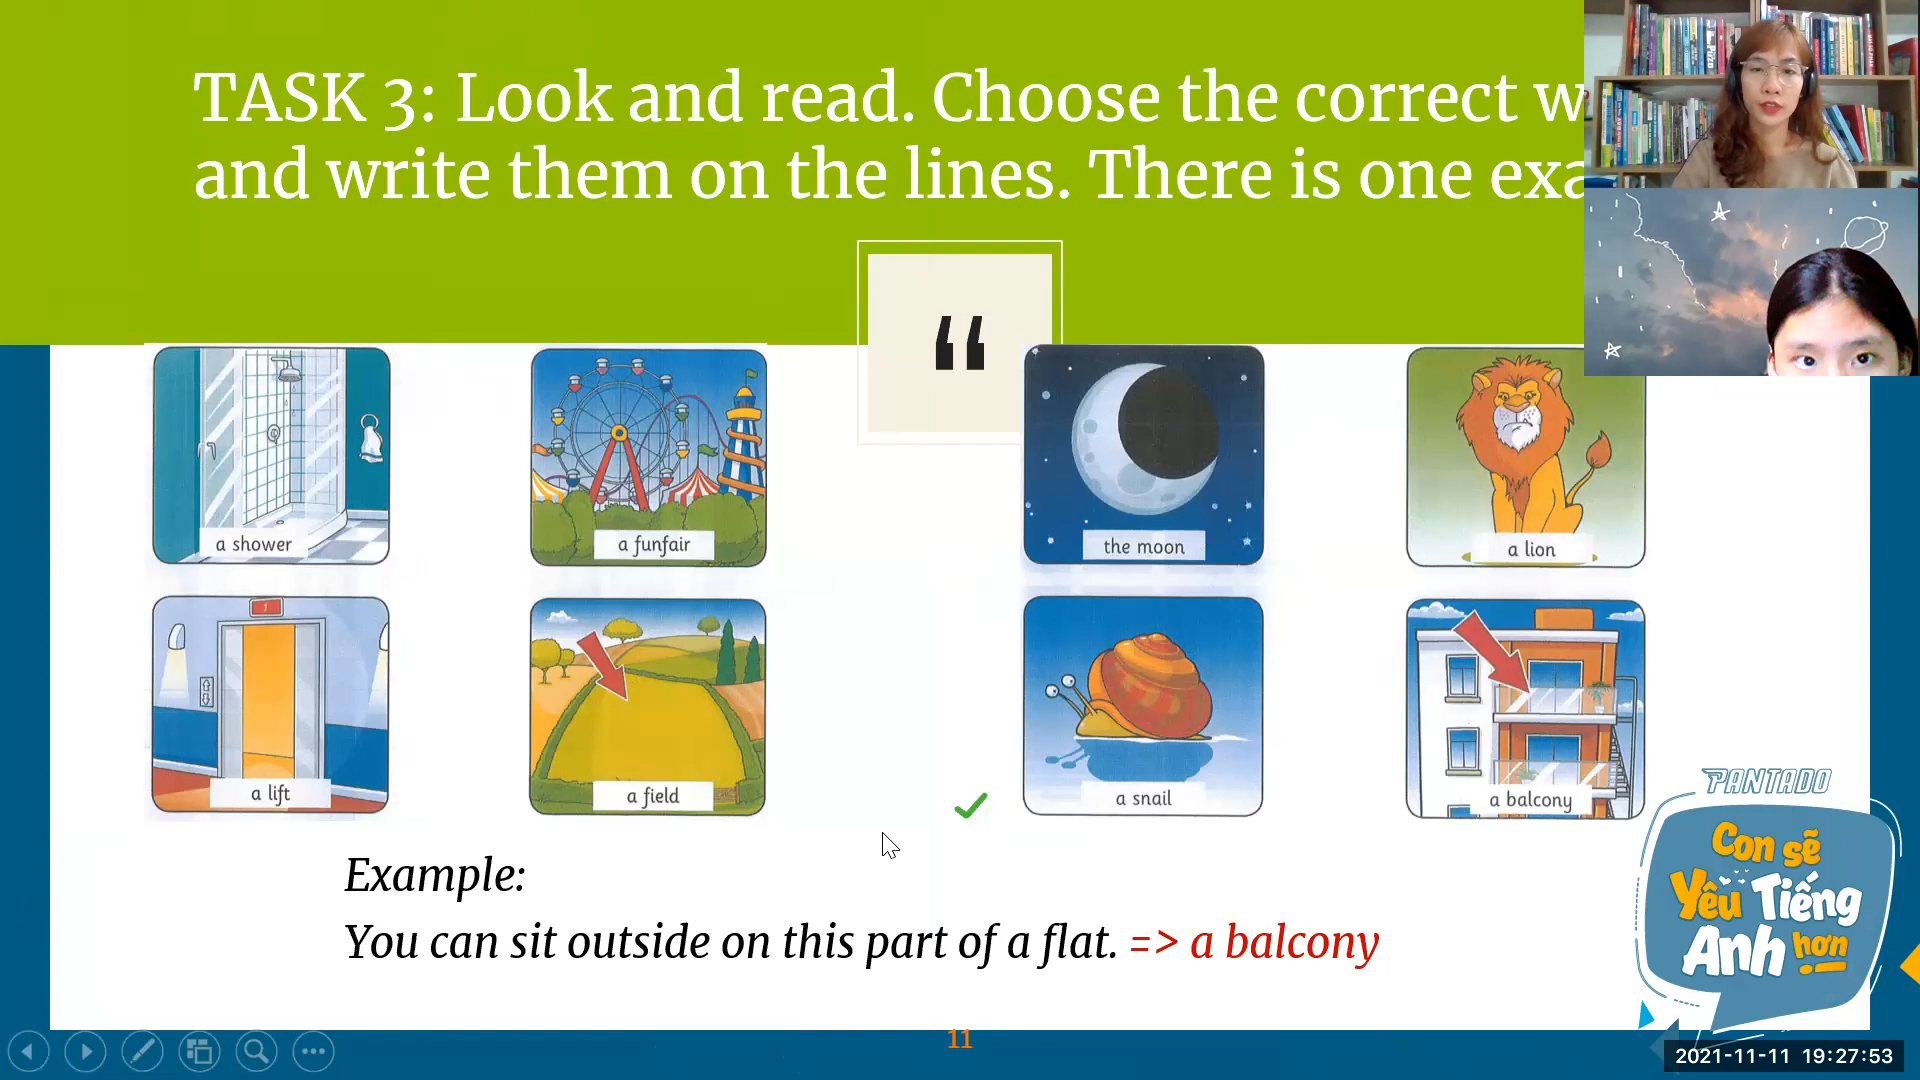 TASK 3: Look and read. Choose the correct w
and write them on the lines. There is one exa
“
a shower
a funfair
the moon
a lion
1
a lift
a field
a snail
a balcony
Example:
You can sit outside on this part of a flat. => a balcony
PANTADO
Con sẽ
Yêu Tiếng
Anh hơn
11
2021-11-11 19:27:53